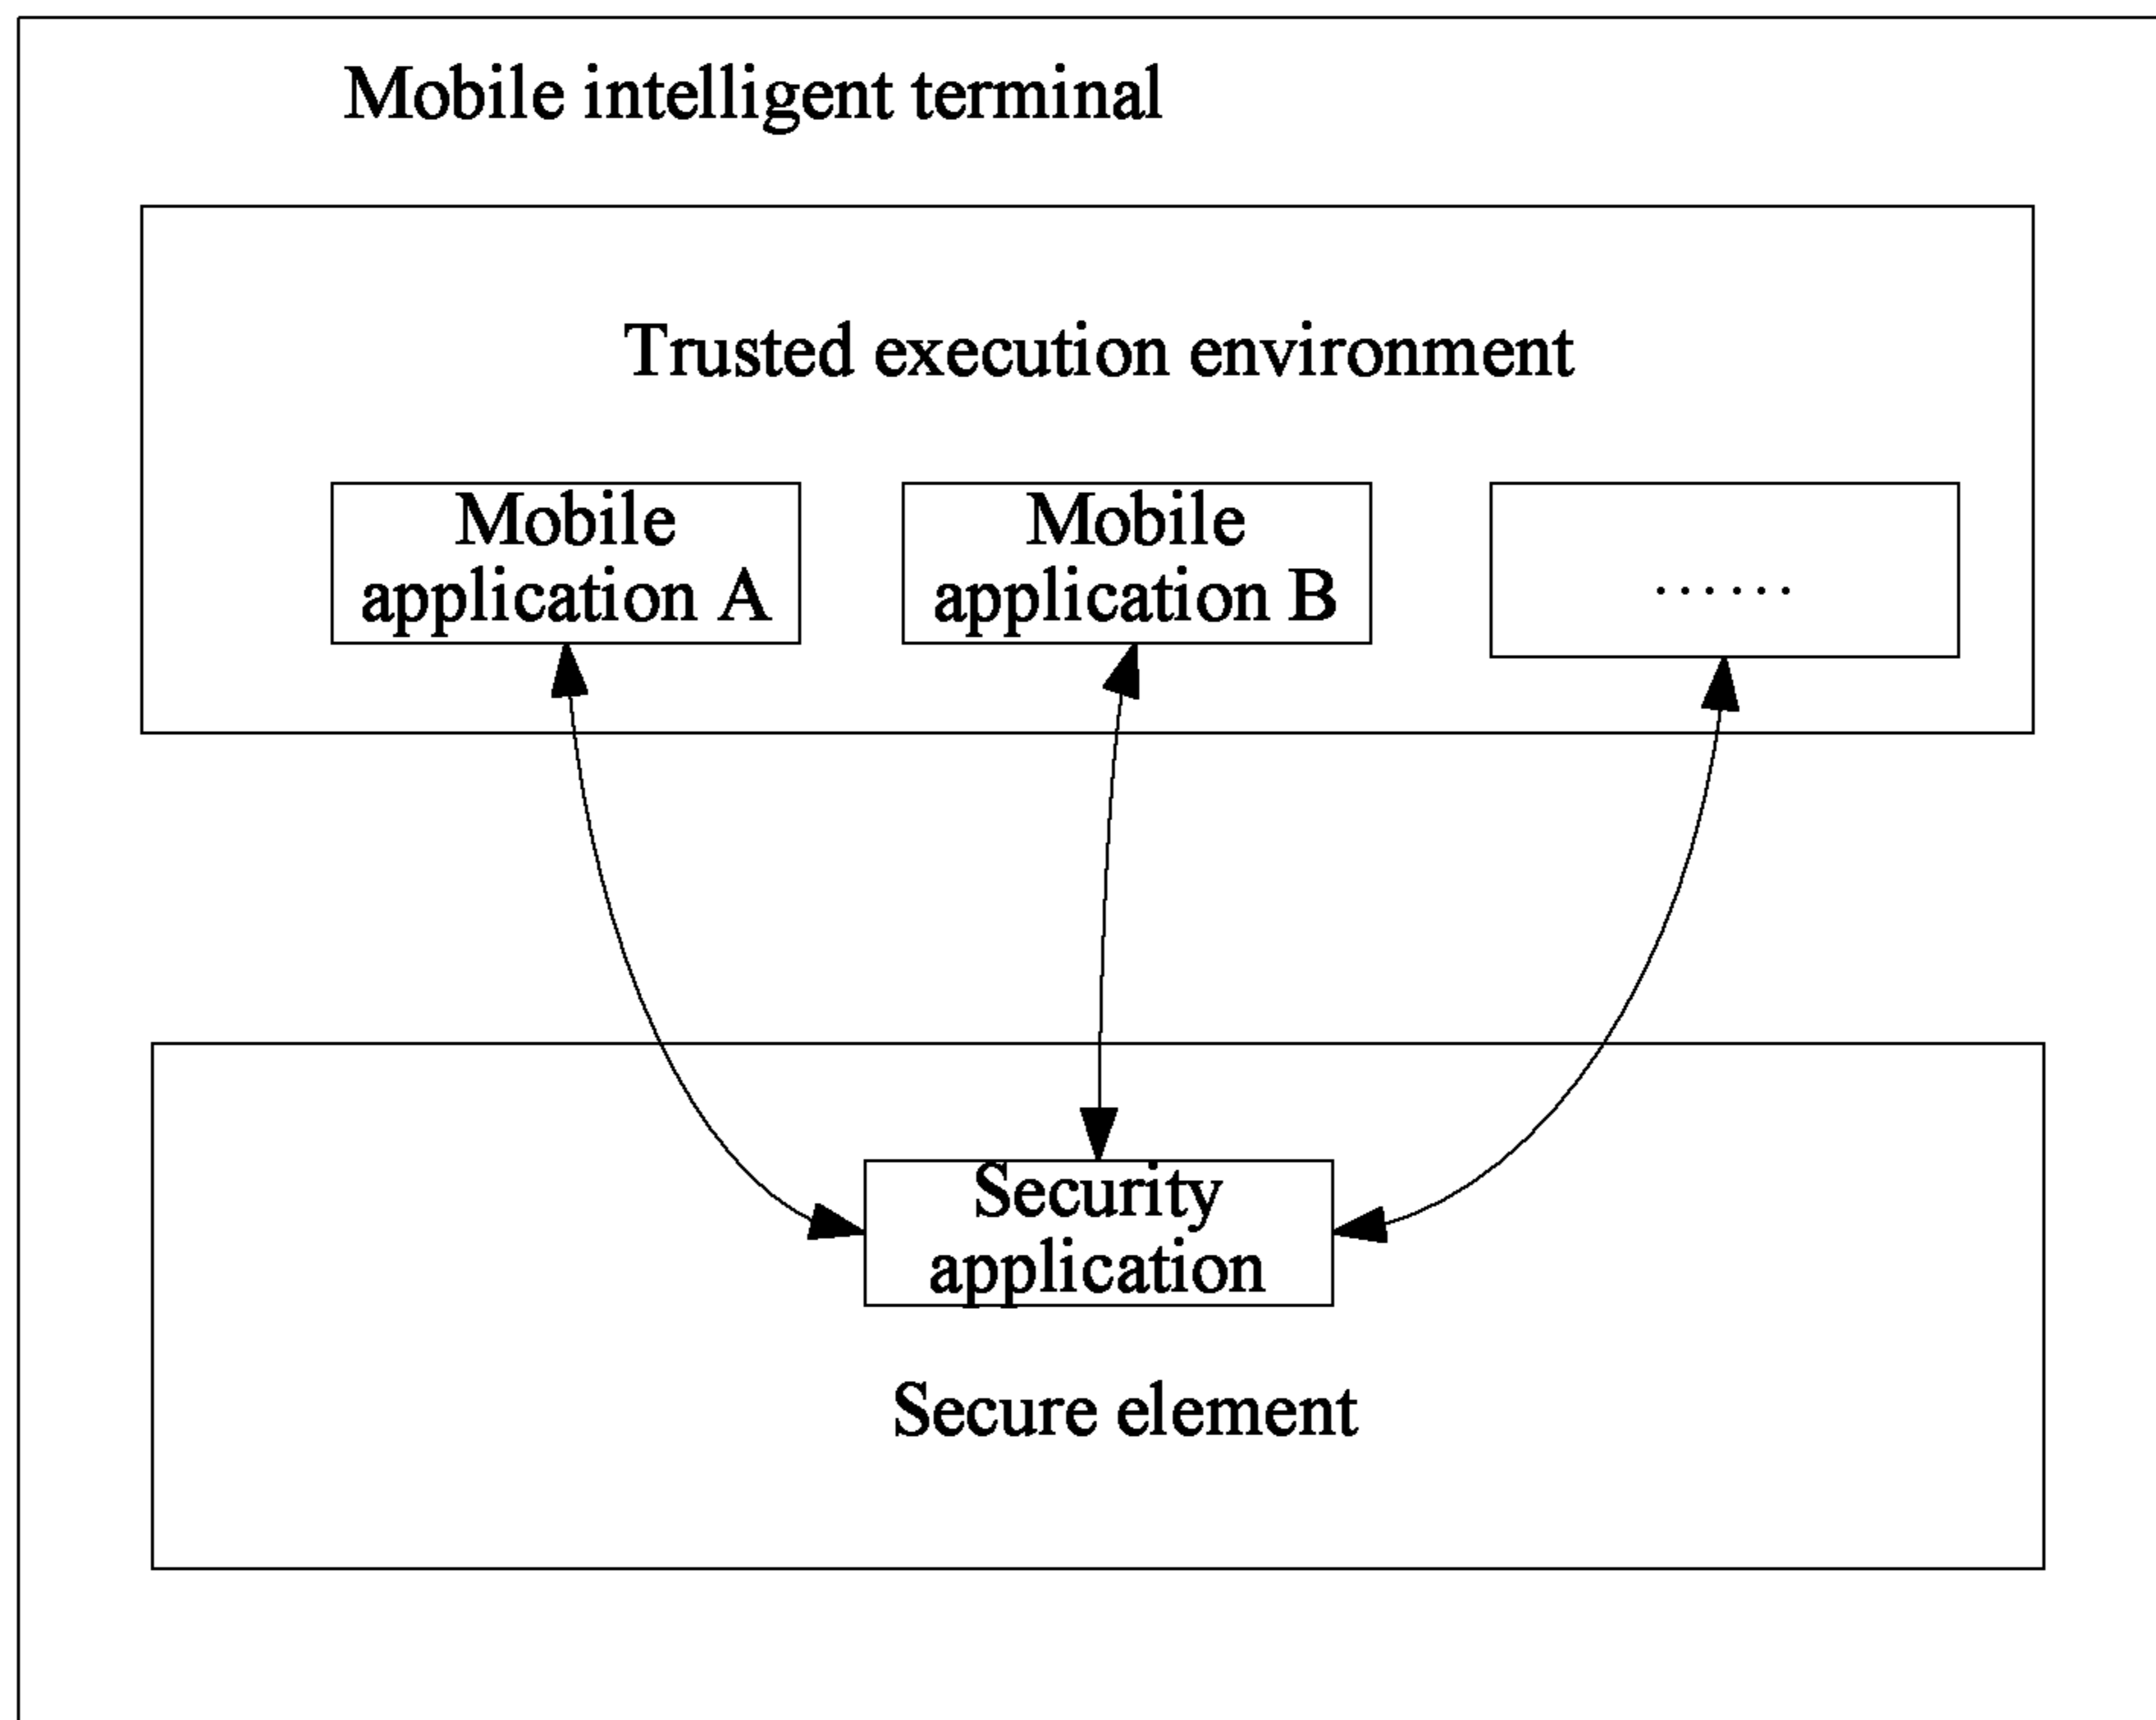 Mobile intelligent terminal
Trusted execution environment
Mobile
application A
Mobile
application B
......
Security
application
Secure element